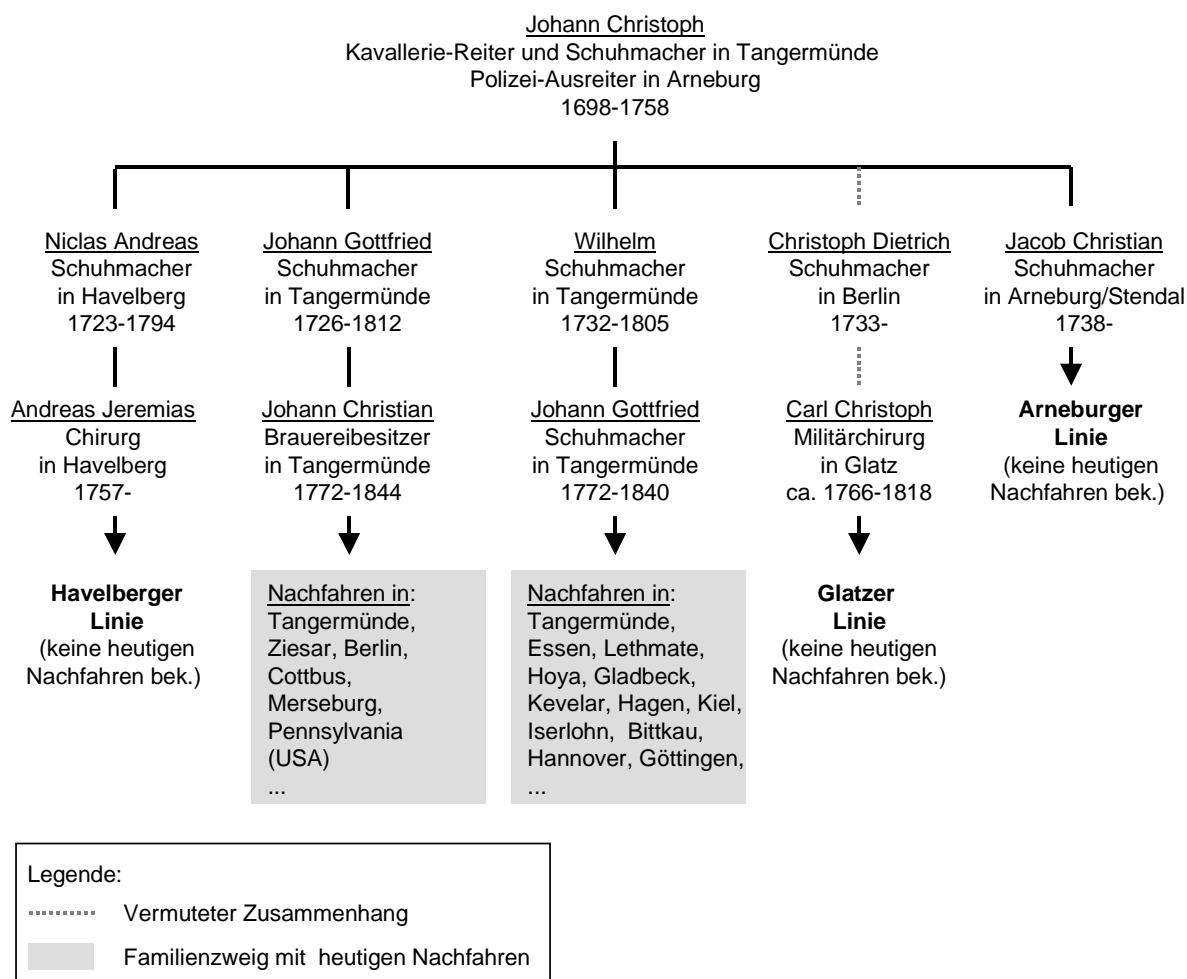 Johann Christoph
Kavallerie-Reiter und Schuhmacher in Tangermünde
Polizei-Ausreiter in Arneburg
1698-1758
Niclas Andreas
Schuhmacher
in Havelberg
1723-1794
Johann Gottfried
Schuhmacher
in Tangermünde
1726-1812
Wilhelm
Schuhmacher
in Tangermünde
1732-1805
Christoph Dietrich
Schuhmacher
in Berlin
1733-
Jacob Christian
Schuhmacher
in Arneburg/Stendal
1738-
Andreas Jeremias
Chirurg
in Havelberg
1757-
Johann Christian
Brauereibesitzer
in Tangermünde
1772-1844
Johann Gottfried
Schuhmacher
in Tangermünde
1772-1840
Carl Christoph
Militärchirurg
in Glatz
ca. 1766-1818
Arneburger
Linie
(keine heutigen
Nachfahren bek.)
Havelberger
Linie
(keine heutigen
Nachfahren bek.)
Nachfahren in:
Tangermünde,
Ziesar, Berlin,
Cottbus,
Merseburg,
Pennsylvania
(USA)
...
Nachfahren in:
Tangermünde,
Essen, Lethmate,
Hoya, Gladbeck,
Kevelar, Hagen, Kiel,
Iserlohn, Bittkau,
Hannover, Göttingen,
...
Glatzer
Linie
(keine heutigen
Nachfahren bek.)
Legende:
Vermuteter Zusammenhang
Familienzweig mit heutigen Nachfahren